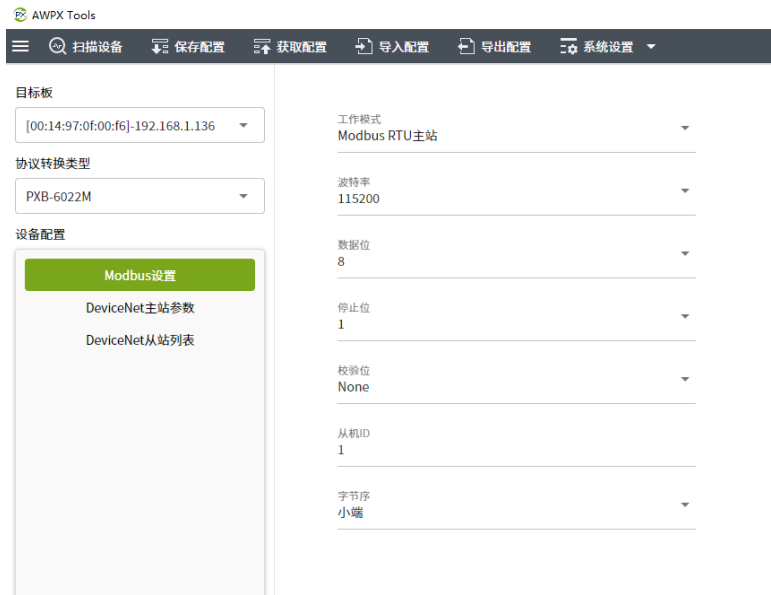 AWPX Tools
扫描设备 保存配置 获取配置 导入配置 导出配置 系统设置
目标板
[00:14:97:0f:00:f6]-192.168.1.136
协议转换类型
PXB-6022M
设备配置
Modbus设置
DeviceNet主站参数
DeviceNet从站列表
工作模式
Modbus RTU主站
波特率
115200
数据位
8
停止位
1
校验位
None
从机ID
1
字节序
小端